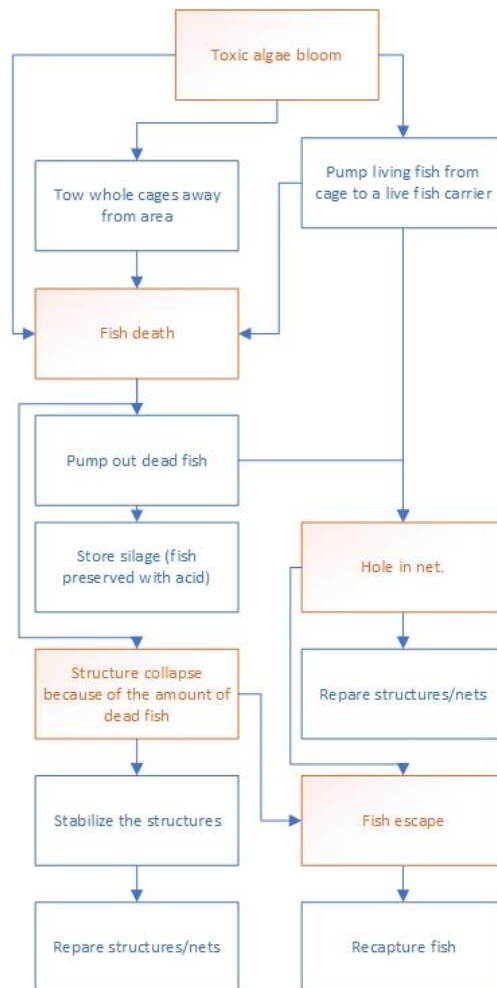 Toxic algae bloom
Pump living fish from
cage to a live fish carrier
Tow whole cages away
from area
Fish death
Pump out dead fish
Store silage (fish
preserved with acid)
Hole in net.
Structure collapse
because of the amount of
dead fish
Repare structures/nets
Stabilize the structures
Fish escape
Repare structures/nets
Recapture fish